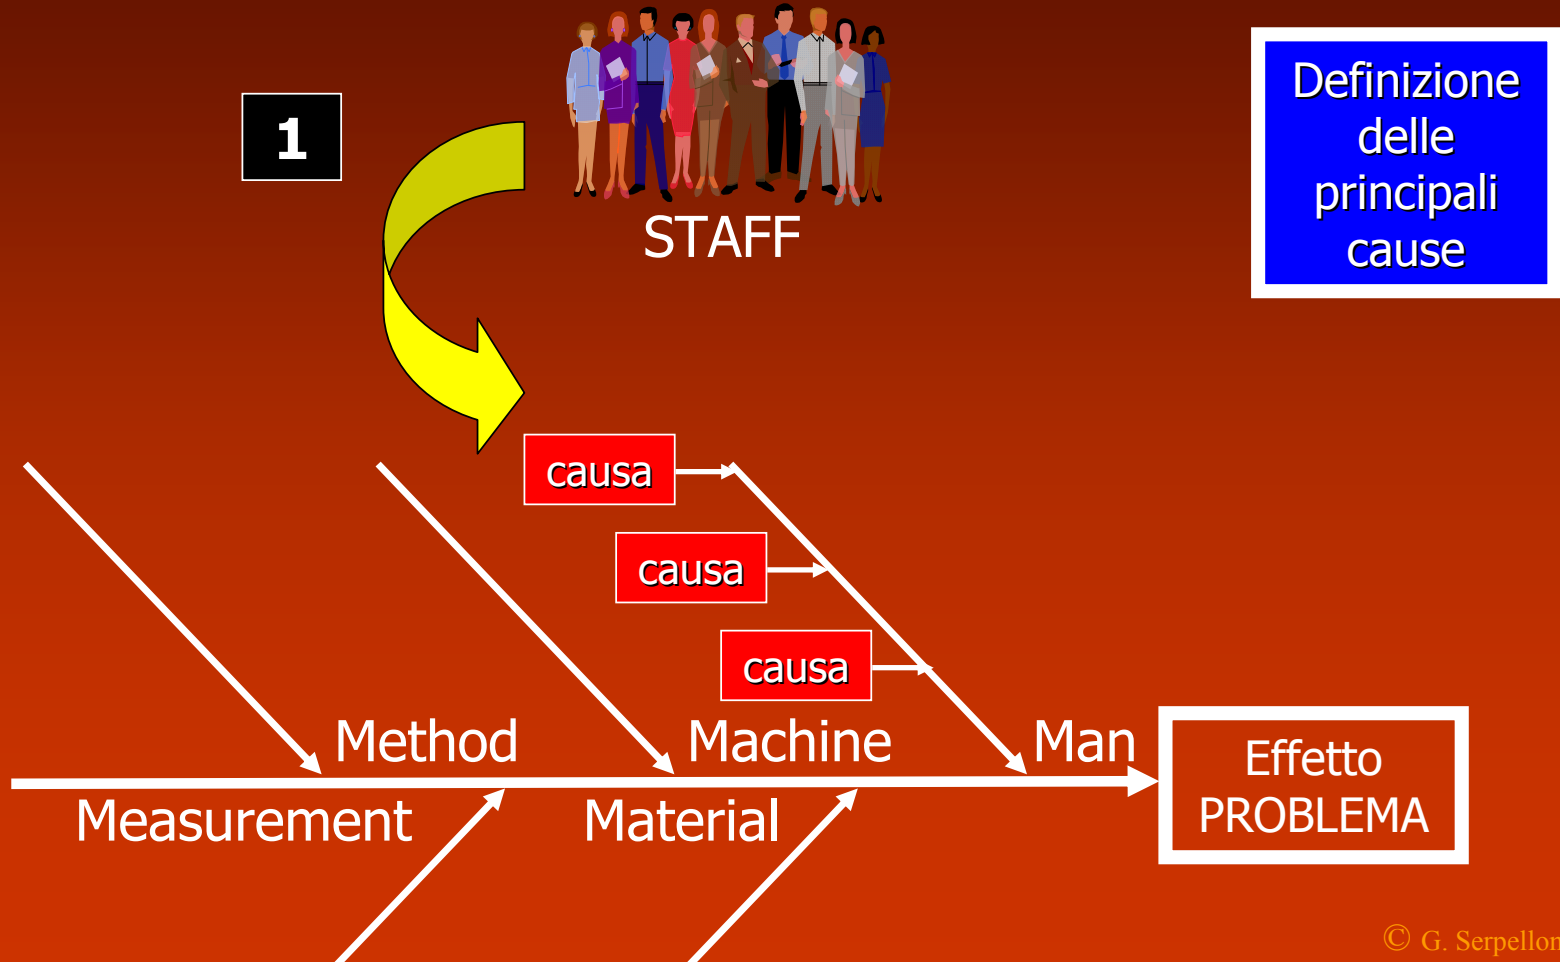 1
STAFF
Definizione
delle
principali
cause
causa
causa
causa
Method
Machine
Man
Measurement
Material
Effetto
PROBLEMA
© G. Serpellon